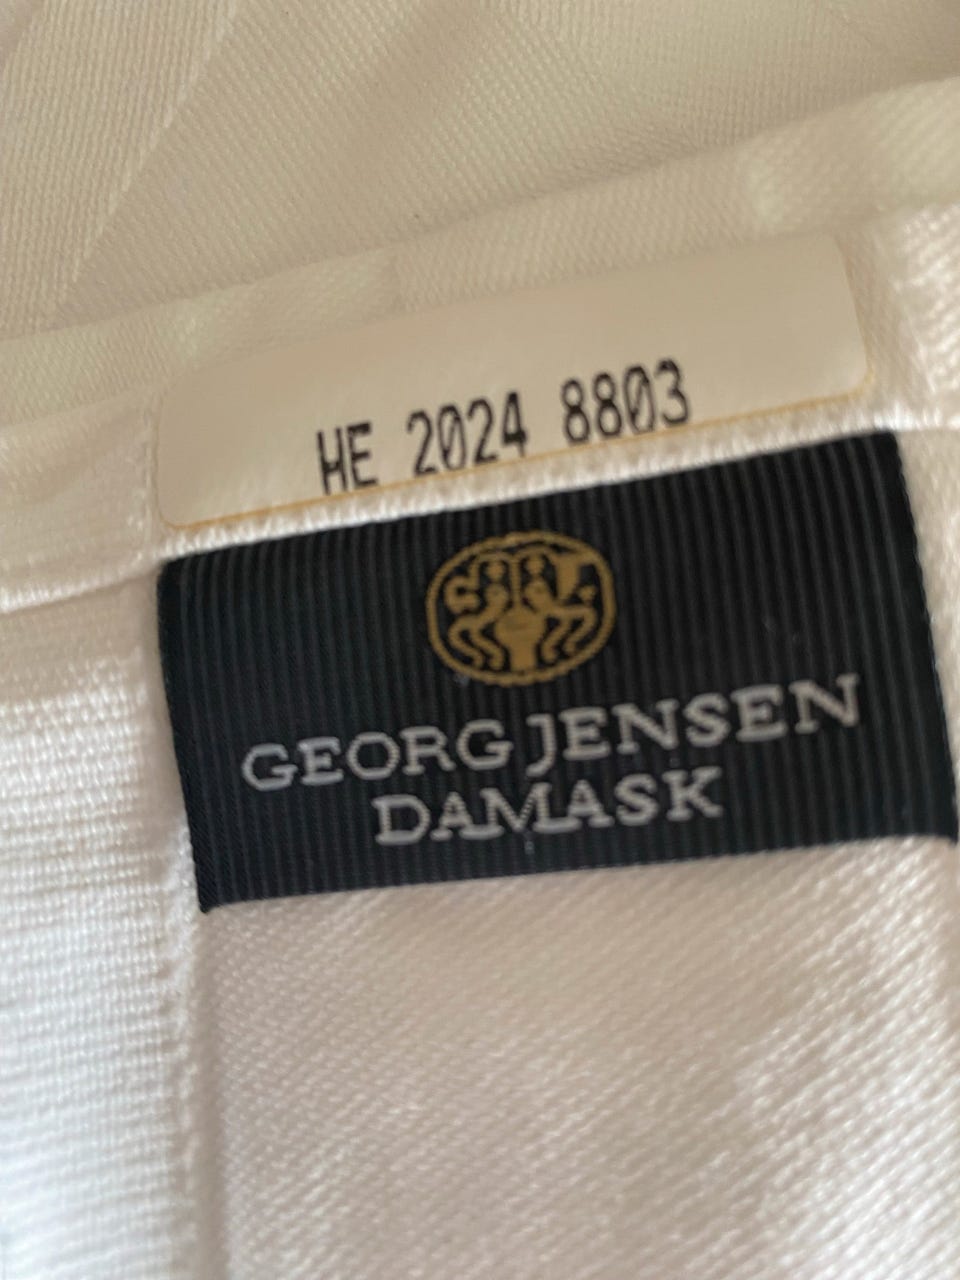 HE 2024 8803
GEORG JENSEN
DAMASK